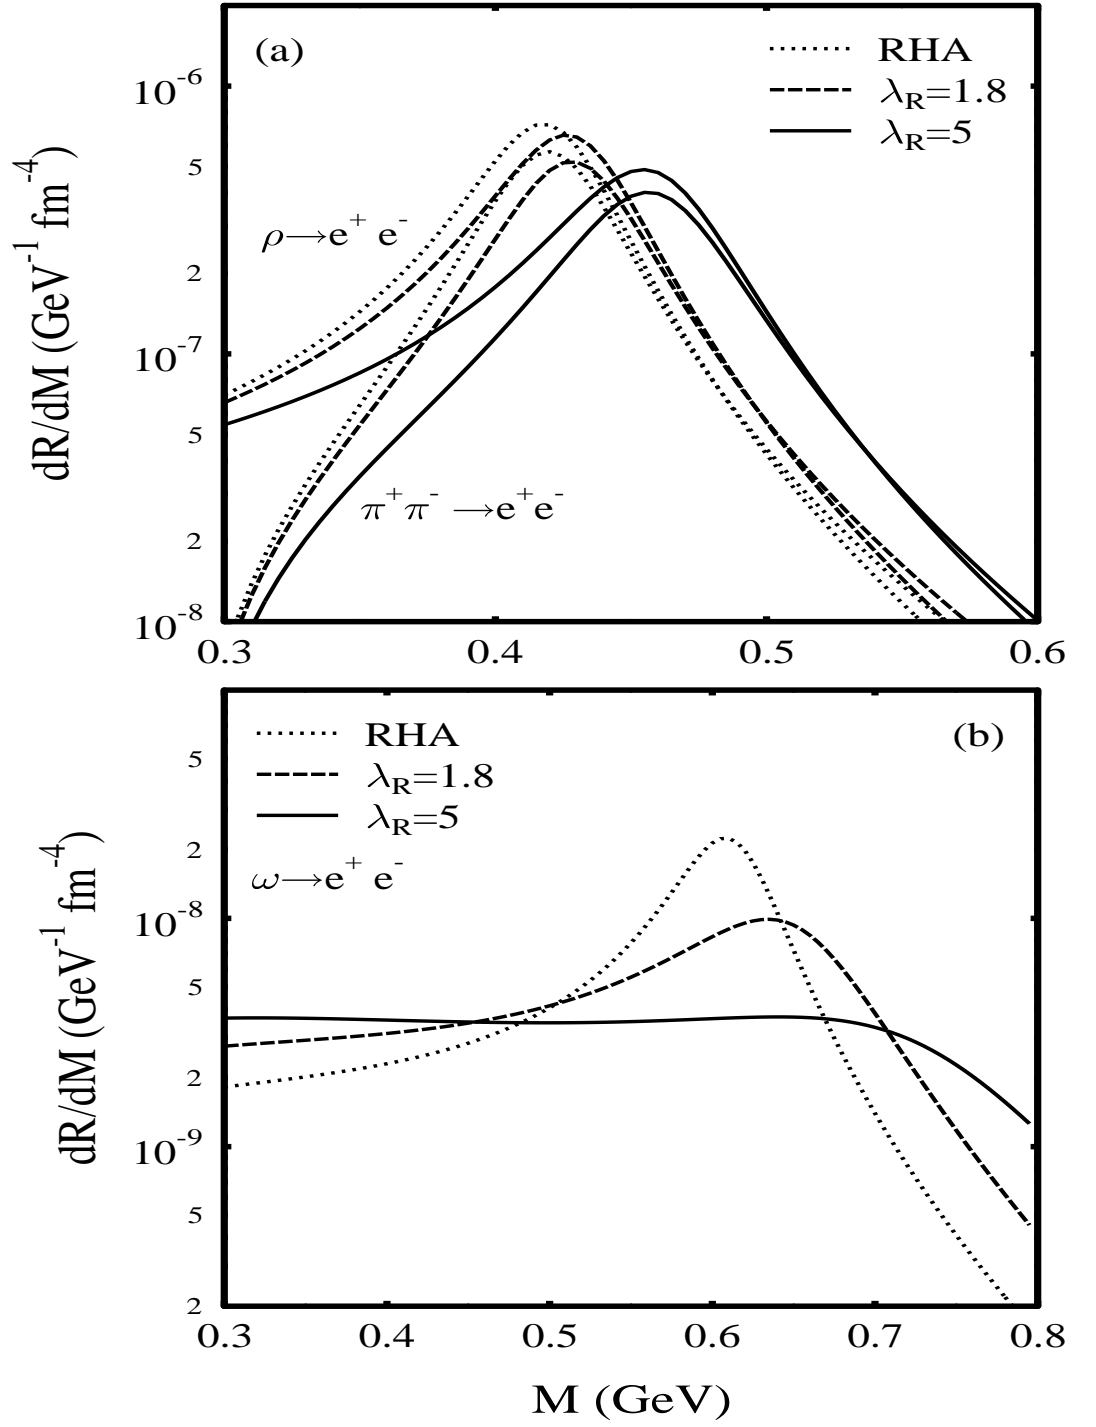 (a)
RHA
λR=1.8
λR=5
10-6
5
ρ→e+ e-
2
10-7
5
π+π- →e+e-
2
10-8
dR/dM (GeV-1 fm-4)
0.3 0.4 0.5 0.6
(b)
RHA
λR=1.8
λR=5
ω→e+ e-
5
2
10-8
5
2
10-9
5
2
dR/dM (GeV-1 fm-4)
0.3 0.4 0.5 0.6 0.7 0.8
M (GeV)